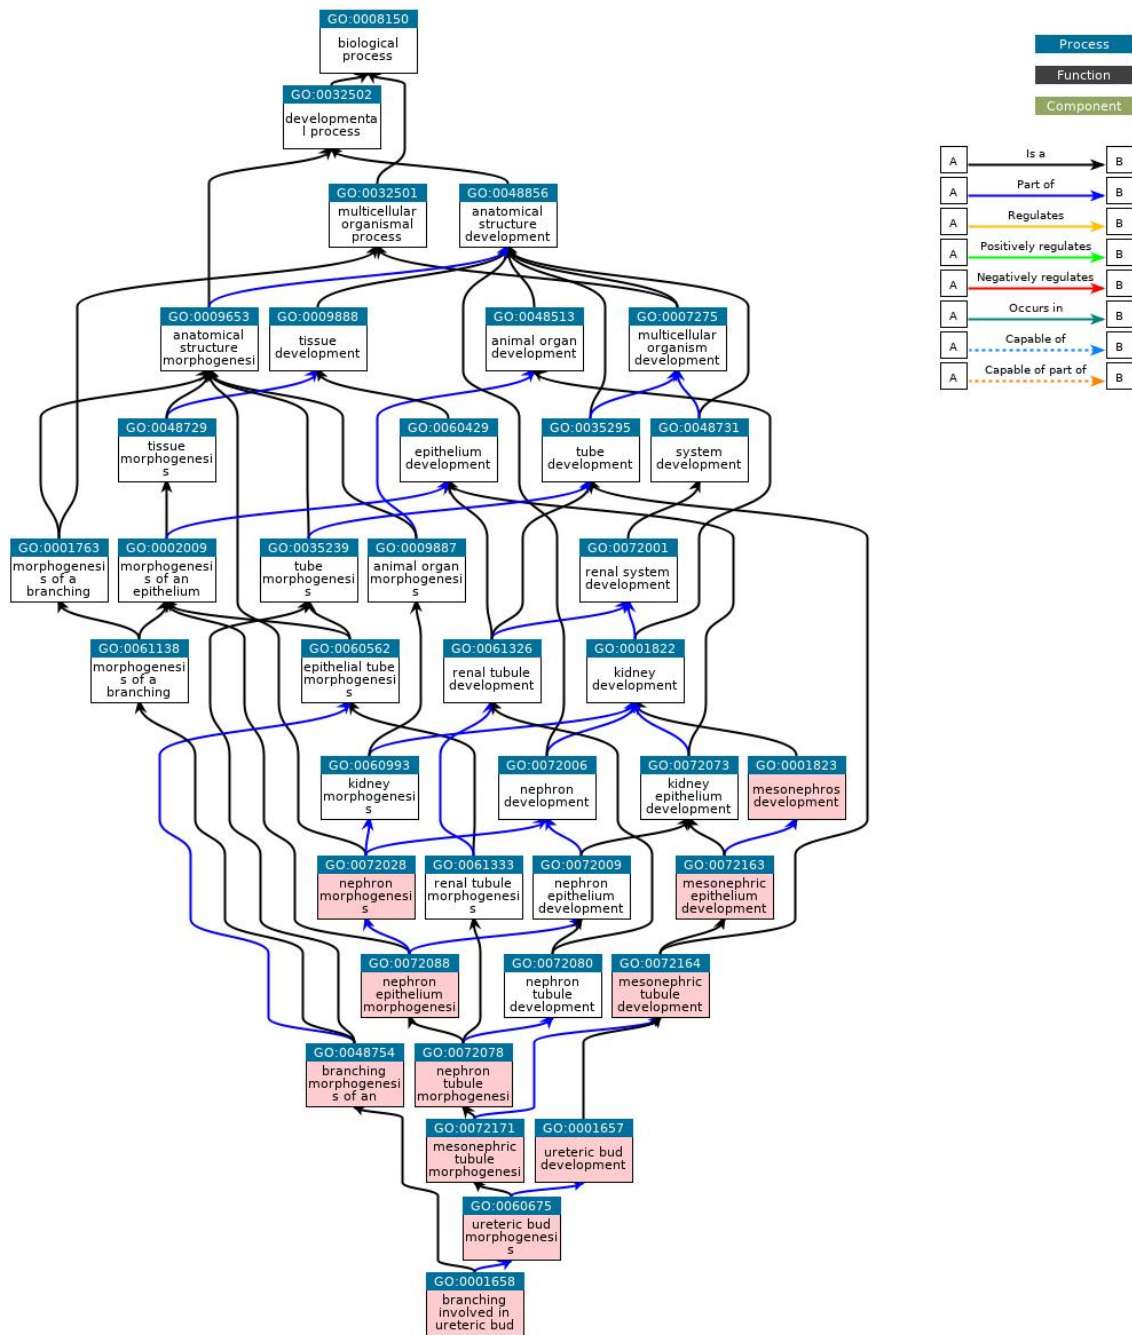 GO:0008150
biological
process
Process
Function
Component
GO:0032502
developmenta
l process
A
Is a
B
A
Part of
B
A
Regulates
B
A
Positively regulates
B
A
Negatively regulates
B
A
Occurs in
B
A
Capable of
B
A
Capable of part of
B
GO:0032501
multicellular
organismal
process
GO:0048856
anatomical
structure
development
GO:0009653
anatomical
structure
morphogenesi
GO:0009888
tissue
development
GO:0048513
animal organ
development
GO:0007275
multicellular
organism
development
GO:0048729
tissue
morphogenesi
s
GO:0060429
epithelium
development
GO:0035295
tube
development
GO:0048731
system
development
GO:0001763
morphogenesi
s of a
branching
GO:0002009
morphogenesi
s of an
epithelium
GO:0035239
tube
morphogenesi
s
GO:0009887
animal organ
morphogenesi
s
GO:0072001
renal system
development
GO:0061138
morphogenesi
s of a
branching
GO:0060562
epithelial tube
morphogenesi
s
GO:0061326
renal tubule
development
GO:0001822
kidney
development
GO:0060993
kidney
morphogenesi
s
GO:0072006
nephron
development
GO:0072073
kidney
epithelium
development
GO:0001823
mesonephros
development
GO:0072028
nephron
morphogenesi
s
GO:0061333
renal tubule
morphogenesi
s
GO:0072009
nephron
epithelium
development
GO:0072163
mesonephric
epithelium
development
GO:0072088
nephron
epithelium
morphogenesi
GO:0072080
nephron
tubule
development
GO:0072164
mesonephric
tubule
development
GO:0048754
branching
morphogenesi
s of an
GO:0072078
nephron
tubule
morphogenesi
GO:0072171
mesonephric
tubule
morphogenesi
GO:0001657
ureteric bud
development
GO:0060675
ureteric bud
morphogenesi
s
GO:0001658
branching
involved in
ureteric bud